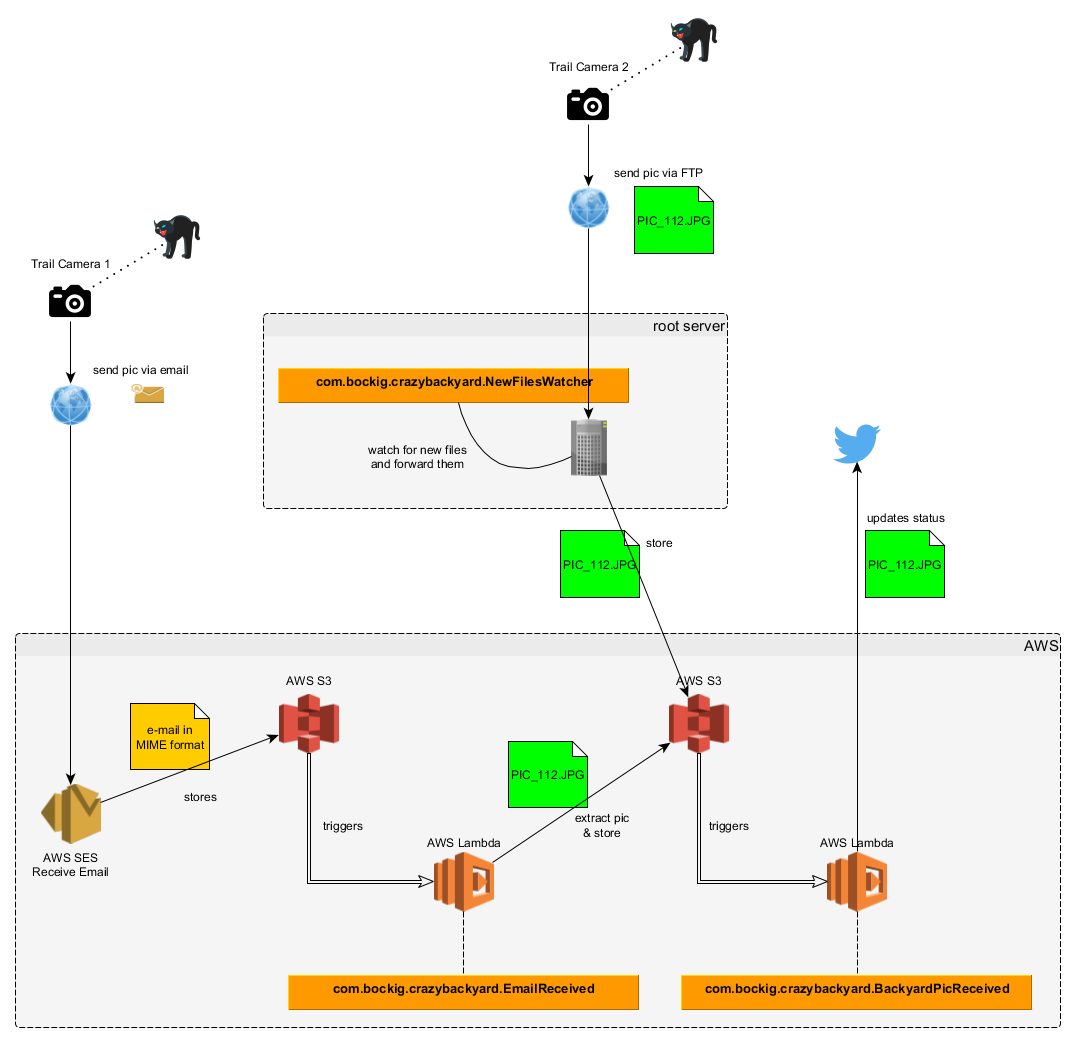 Trail Camera 2
send pic via FTP
PIC_112.JPG
Trail Camera 1
send pic via email
root server
com.bockig.crazybackyard.NewFilesWatcher
watch for new files
and forward them
updates status
PIC_112.JPG
store
PIC_112.JPG
AWS
AWS S3
AWS S3
e-mail in
MIME format
stores
PIC_112.JPG
extract pic
& store
triggers
triggers
AWS Lambda
AWS Lambda
AWS SES
Receive Email
com.bockig.crazybackyard.EmailReceived
com.bockig.crazybackyard.BackyardPicReceived